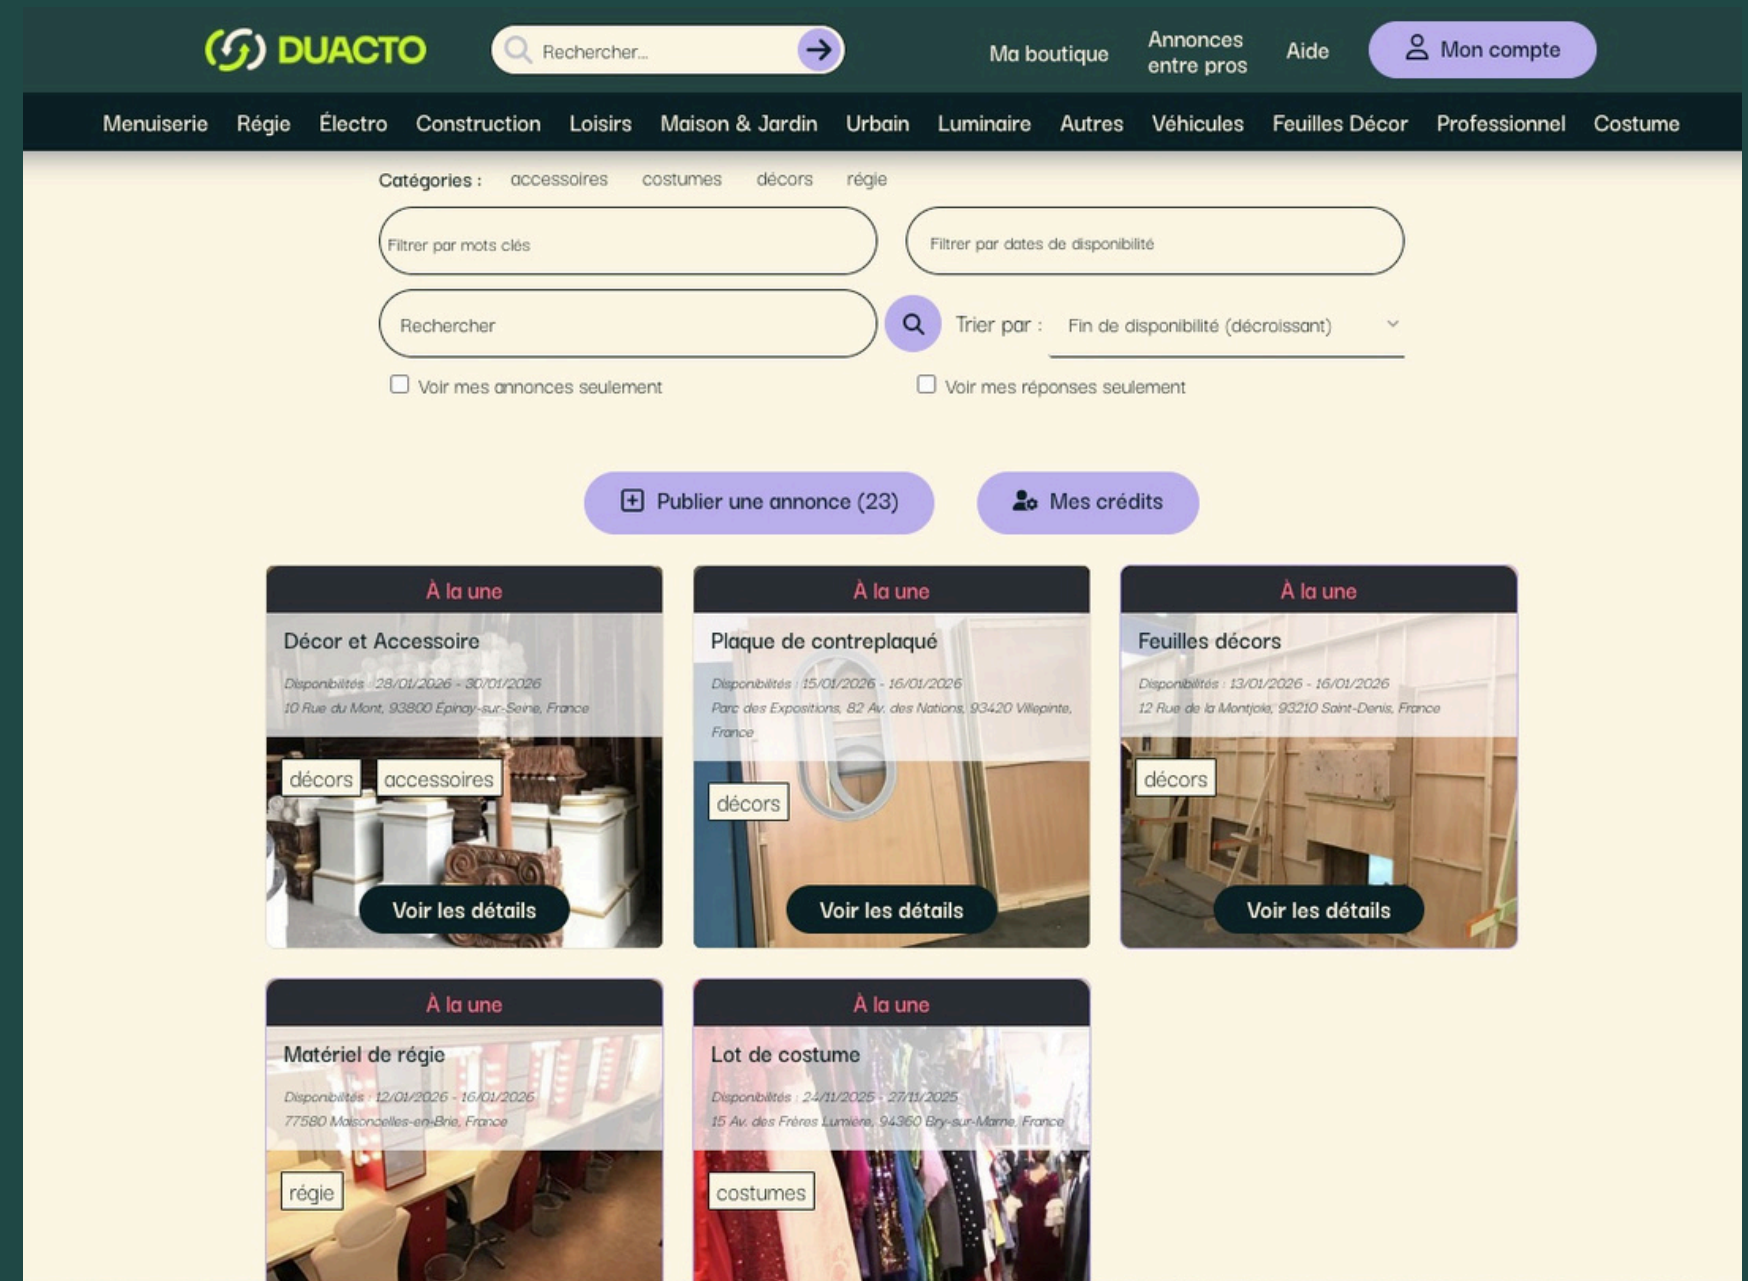 DUACTO
Rechercher...
Ma boutique
Annonces
entre pros
Aide
Mon compte
Menuiserie Régie Électro Construction Loisirs Maison & Jardin Urbain Luminaire Autres Véhicules Feuilles Décor Professionnel Costume
Catégories : accessoires costumes décors régie
Filtrer par mots clés
Filtrer par dates de disponibilité
Rechercher
Trier par : Fin de disponibilité (décroissant)
Voir mes annonces seulement
Voir mes réponses seulement
Publier une annonce (23)
Mes crédits
À la une
Décor et Accessoire
Disponibilités : 28/01/2026 - 30/01/2026
10 Rue du Mont, 93800 Épinay-sur-Seine, France
décors accessoires
Voir les détails
À la une
Plaque de contreplaqué
Disponibilités : 15/01/2026 - 16/01/2026
Parc des Expositions, 82 Av. des Nations, 93420 Villepinte,
France
décors
Voir les détails
À la une
Feuilles décors
Disponibilités : 13/01/2026 - 16/01/2026
12 Rue de la Montjoie, 93210 Saint-Denis, France
décors
Voir les détails
À la une
Matériel de régie
Disponibilités : 12/01/2026 - 16/01/2026
77580 Maisoncelles-en-Brie, France
régie
À la une
Lot de costume
Disponibilités : 24/11/2025 - 27/11/2025
15 Av. des Frères Lumière, 94360 Bry-sur-Marne, France
costumes